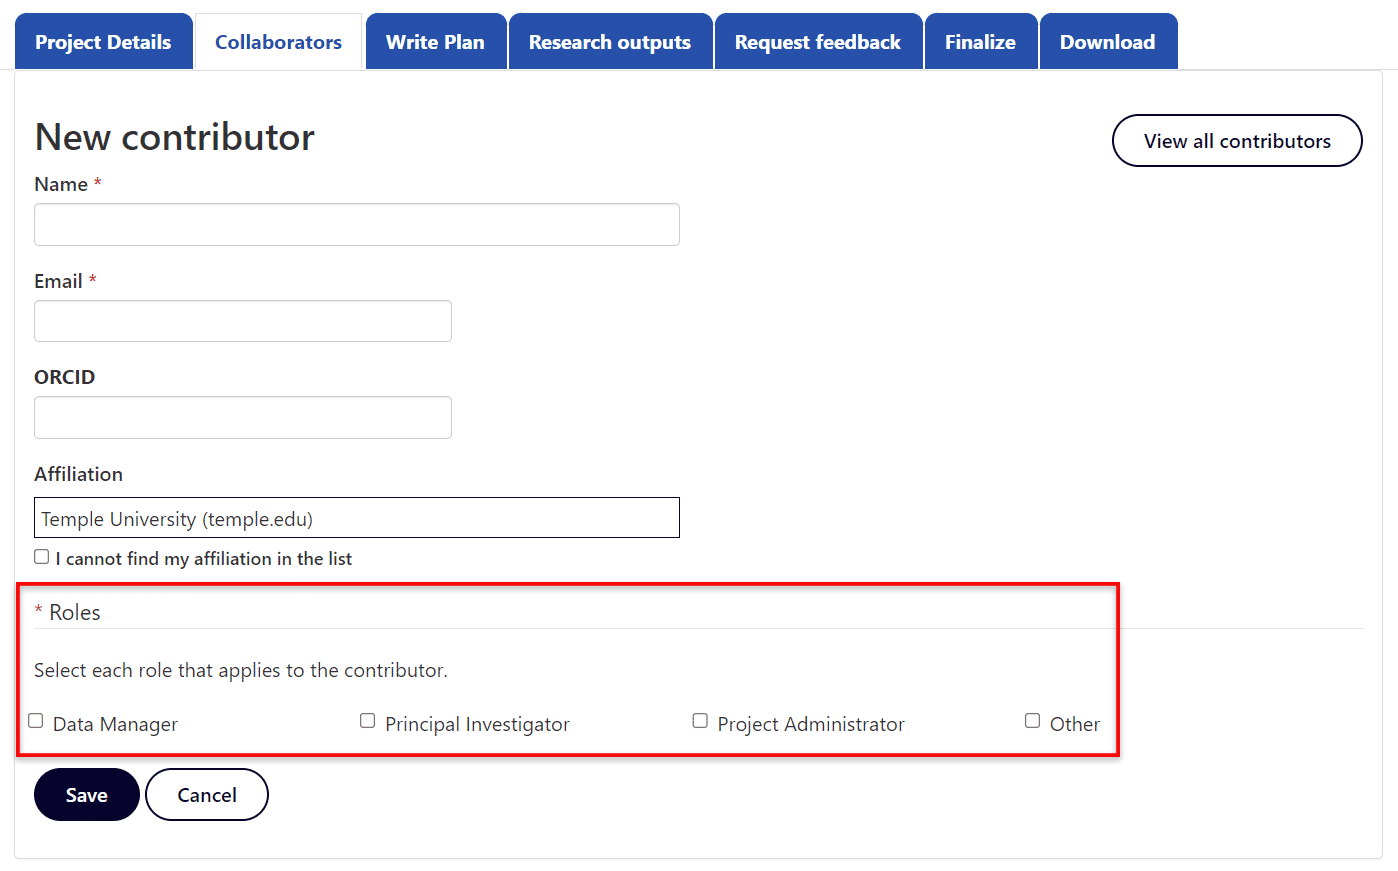 Project Details Collaborators Write Plan Research outputs Request feedback Finalize Download
New contributor
View all contributors
Name *
Email *
ORCID
Affiliation
Temple University (temple.edu)
I cannot find my affiliation in the list
* Roles
Select each role that applies to the contributor.
Data Manager Principal Investigator Project Administrator Other
Save Cancel